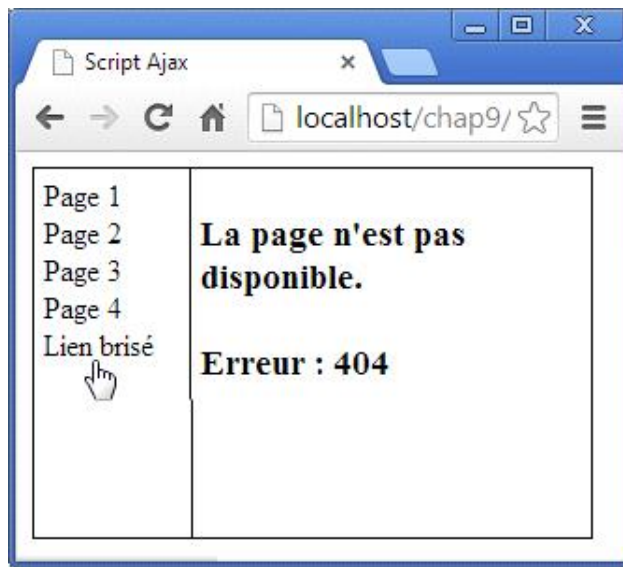 Script Ajax
localhost/chap9/
Page 1
Page 2
Page 3
Page 4
Lien brisé
La page n'est pas
disponible.
Erreur : 404